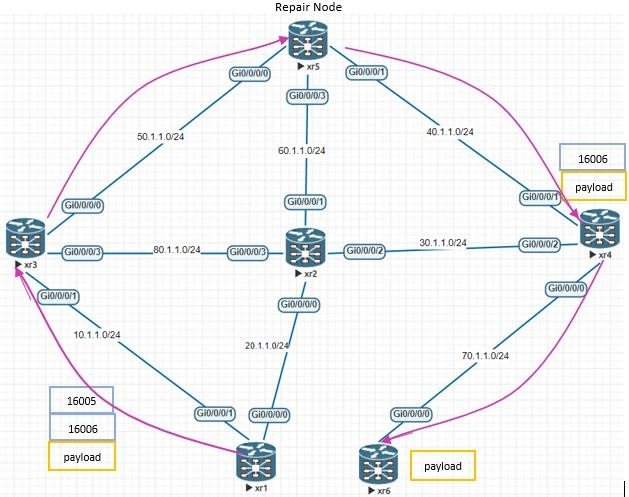 Repair Node
xr5
Gi0/0/0/0
Gi0/0/0/1
Gi0/0/0/3
50.1.1.0/24
40.1.1.0/24
60.1.1.0/24
16006
payload
Gi0/0/0/0
Gi0/0/0/1
Gi0/0/0/1
xr3
Gi0/0/0/3
80.1.1.0/24
Gi0/0/0/3
xr2
Gi0/0/0/2
30.1.1.0/24
Gi0/0/0/2
xr4
Gi0/0/0/1
Gi0/0/0/0
Gi0/0/0/0
10.1.1.0/24
20.1.1.0/24
70.1.1.0/24
16005
16006
payload
Gi0/0/0/1
Gi0/0/0/0
Gi0/0/0/0
xr1
xr6
payload